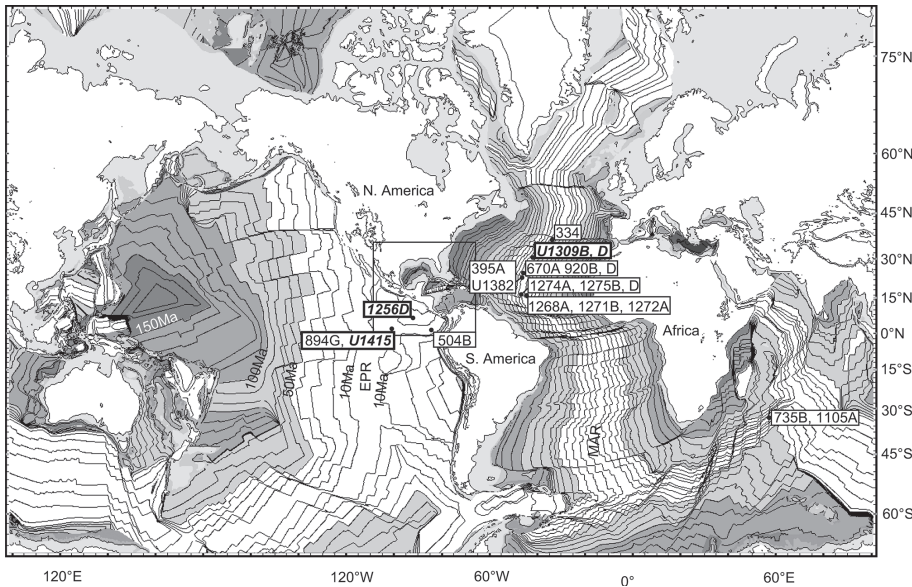 75°N
60°N
45°N
30°N
15°N
0°N
15°S
30°S
45°S
60°S
N. America
334
U1309B, D
395A
U1382
670A 920B, D
1274A, 1275B, D
1268A, 1271B, 1272A
1256D
894G, U1415
504B
Africa
S. America
150Ma
100Ma
50Ma
10Ma
EPR
10Ma
MAR
735B, 1105A
120°E
120°W
60°W
0°
60°E